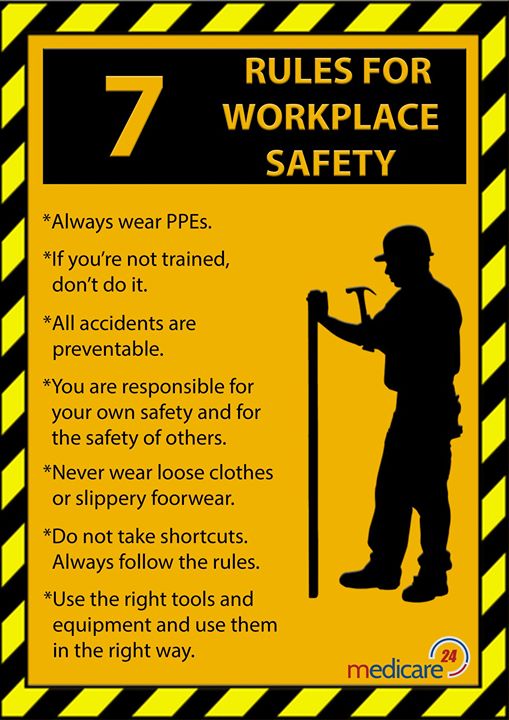 7
RULES FOR
WORKPLACE
SAFETY
*Always wear PPEs.
*If you're not trained,
don't do it.
*All accidents are
preventable.
*You are responsible for
your own safety and for
the safety of others.
*Never wear loose clothes
or slippery foorwear.
*Do not take shortcuts.
Always follow the rules.
*Use the right tools and
equipment and use them
in the right way.
medicare 24